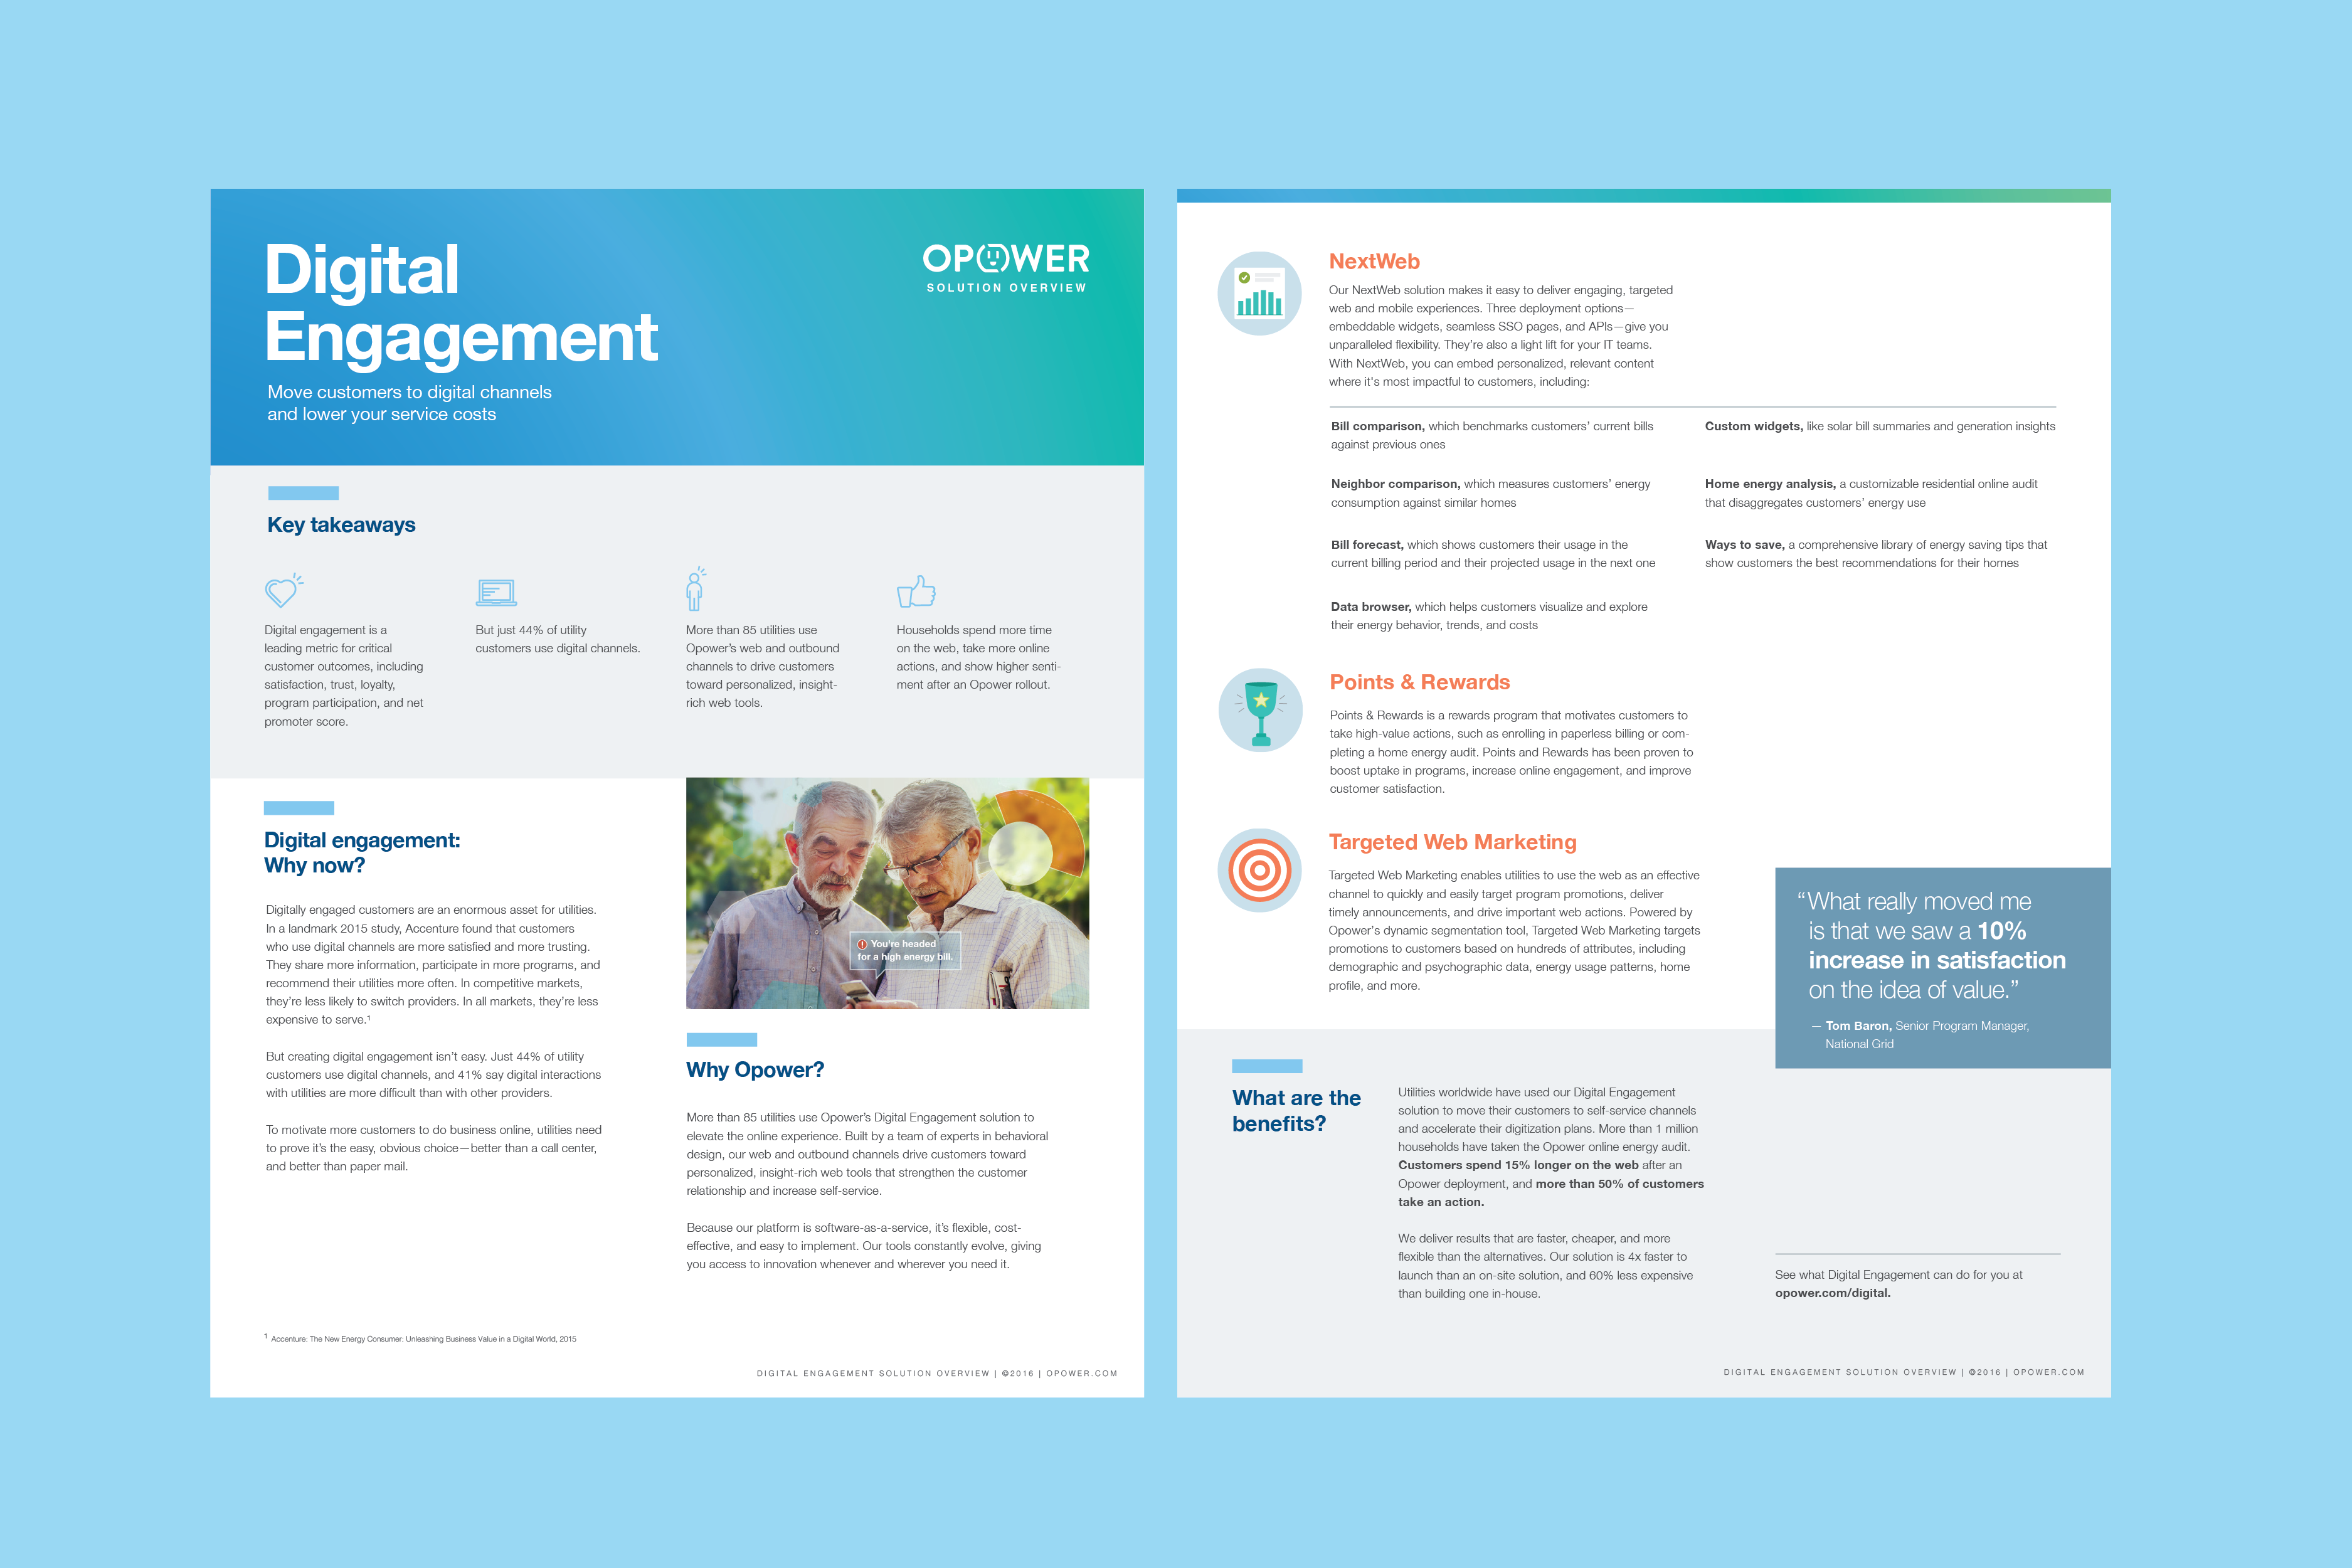 Digital
Engagement
Move customers to digital channels
and lower your service costs
OPOWER
SOLUTION OVERVIEW
Key takeaways
Digital engagement is a
leading metric for critical
customer outcomes, including
satisfaction, trust, loyalty,
program participation, and net
promoter score.
But just 44% of utility
customers use digital channels.
More than 85 utilities use
Opower’s web and outbound
channels to drive customers
toward personalized, insight-
rich web tools.
Households spend more time
on the web, take more online
actions, and show higher senti-
ment after an Opower rollout.
Digital engagement:
Why now?
Digitally engaged customers are an enormous asset for utilities.
In a landmark 2015 study, Accenture found that customers
who use digital channels are more satisfied and more trusting.
They share more information, participate in more programs, and
recommend their utilities more often. In competitive markets,
they’re less likely to switch providers. In all markets, they’re less
expensive to serve.¹
But creating digital engagement isn’t easy. Just 44% of utility
customers use digital channels, and 41% say digital interactions
with utilities are more difficult than with other providers.
To motivate more customers to do business online, utilities need
to prove it’s the easy, obvious choice—better than a call center,
and better than paper mail.
You’re headed
for a high energy bill.
Why Opower?
More than 85 utilities use Opower’s Digital Engagement solution to
elevate the online experience. Built by a team of experts in behavioral
design, our web and outbound channels drive customers toward
personalized, insight-rich web tools that strengthen the customer
relationship and increase self-service.
Because our platform is software-as-a-service, it’s flexible, cost-
effective, and easy to implement. Our tools constantly evolve, giving
you access to innovation whenever and wherever you need it.
¹ Accenture: The New Energy Consumer: Unleashing Business Value in a Digital World, 2015
DIGITAL ENGAGEMENT SOLUTION OVERVIEW | ©2016 | OPOWER.COM
NextWeb
Our NextWeb solution makes it easy to deliver engaging, targeted
web and mobile experiences. Three deployment options—
embeddable widgets, seamless SSO pages, and APIs—give you
unparalleled flexibility. They’re also a light lift for your IT teams.
With NextWeb, you can embed personalized, relevant content
where it's most impactful to customers, including:
Bill comparison, which benchmarks customers’ current bills
against previous ones
Neighbor comparison, which measures customers’ energy
consumption against similar homes
Bill forecast, which shows customers their usage in the
current billing period and their projected usage in the next one
Data browser, which helps customers visualize and explore
their energy behavior, trends, and costs
Custom widgets, like solar bill summaries and generation insights
Home energy analysis, a customizable residential online audit
that disaggregates customers’ energy use
Ways to save, a comprehensive library of energy saving tips that
show customers the best recommendations for their homes
Points & Rewards
Points & Rewards is a rewards program that motivates customers to
take high-value actions, such as enrolling in paperless billing or com-
pleting a home energy audit. Points and Rewards has been proven to
boost uptake in programs, increase online engagement, and improve
customer satisfaction.
Targeted Web Marketing
Targeted Web Marketing enables utilities to use the web as an effective
channel to quickly and easily target program promotions, deliver
timely announcements, and drive important web actions. Powered by
Opower’s dynamic segmentation tool, Targeted Web Marketing targets
promotions to customers based on hundreds of attributes, including
demographic and psychographic data, energy usage patterns, home
profile, and more.
“What really moved me
is that we saw a 10%
increase in satisfaction
on the idea of value.”
— Tom Baron, Senior Program Manager,
National Grid
What are the
benefits?
Utilities worldwide have used our Digital Engagement
solution to move their customers to self-service channels
and accelerate their digitization plans. More than 1 million
households have taken the Opower online energy audit.
Customers spend 15% longer on the web after an
Opower deployment, and more than 50% of customers
take an action.
We deliver results that are faster, cheaper, and more
flexible than the alternatives. Our solution is 4x faster to
launch than an on-site solution, and 60% less expensive
than building one in-house.
See what Digital Engagement can do for you at
opower.com/digital.
DIGITAL ENGAGEMENT SOLUTION OVERVIEW | ©2016 | OPOWER.COM